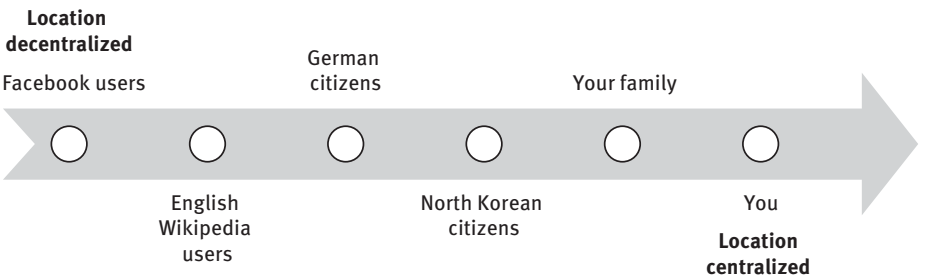 Location
decentralized
Facebook users
German
citizens
Your family
English
Wikipedia
users
North Korean
citizens
You
Location
centralized